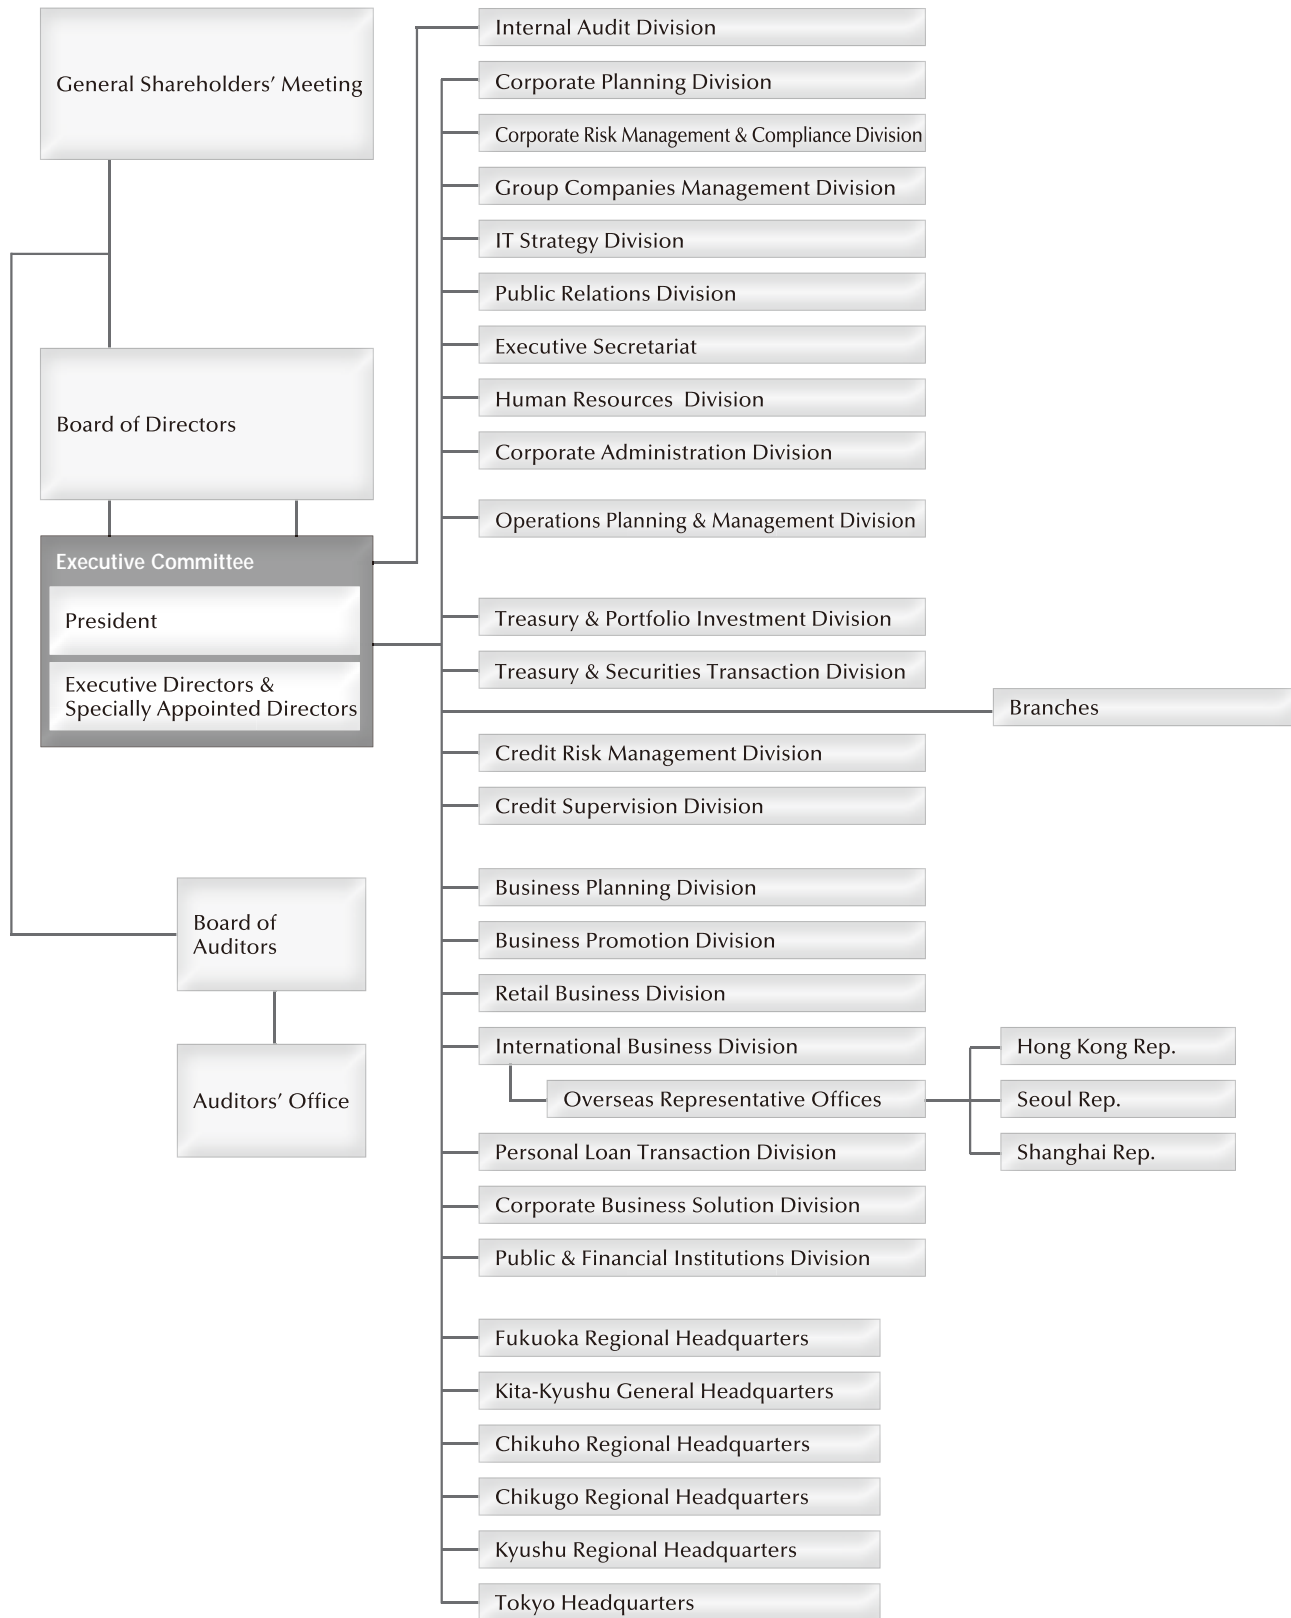 General Shareholders’ Meeting
Board of Directors
Executive Committee
President
Executive Directors &
Specially Appointed Directors
Board of
Auditors
Auditors’ Office
Internal Audit Division
Corporate Planning Division
Corporate Risk Management & Compliance Division
Group Companies Management Division
IT Strategy Division
Public Relations Division
Executive Secretariat
Human Resources Division
Corporate Administration Division
Operations Planning & Management Division
Treasury & Portfolio Investment Division
Treasury & Securities Transaction Division
Branches
Credit Risk Management Division
Credit Supervision Division
Business Planning Division
Business Promotion Division
Retail Business Division
International Business Division
Overseas Representative Offices
Hong Kong Rep.
Seoul Rep.
Shanghai Rep.
Personal Loan Transaction Division
Corporate Business Solution Division
Public & Financial Institutions Division
Fukuoka Regional Headquarters
Kita-Kyushu General Headquarters
Chikuho Regional Headquarters
Chikugo Regional Headquarters
Kyushu Regional Headquarters
Tokyo Headquarters